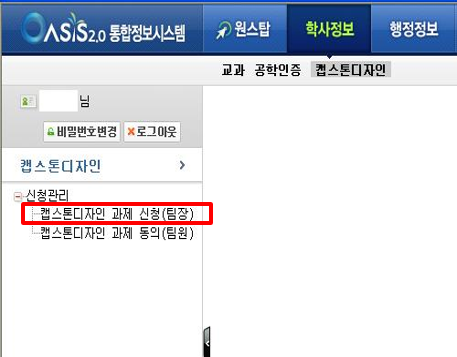 OASIS2.0 통합정보시스템 원스탑 학사정보 행정정보
교과 공학인증 캡스톤디자인
님
비밀번호변경 로그아웃
캡스톤디자인
신청관리
캡스톤디자인 과제 신청(팀장)
캡스톤디자인 과제 동의(팀원)